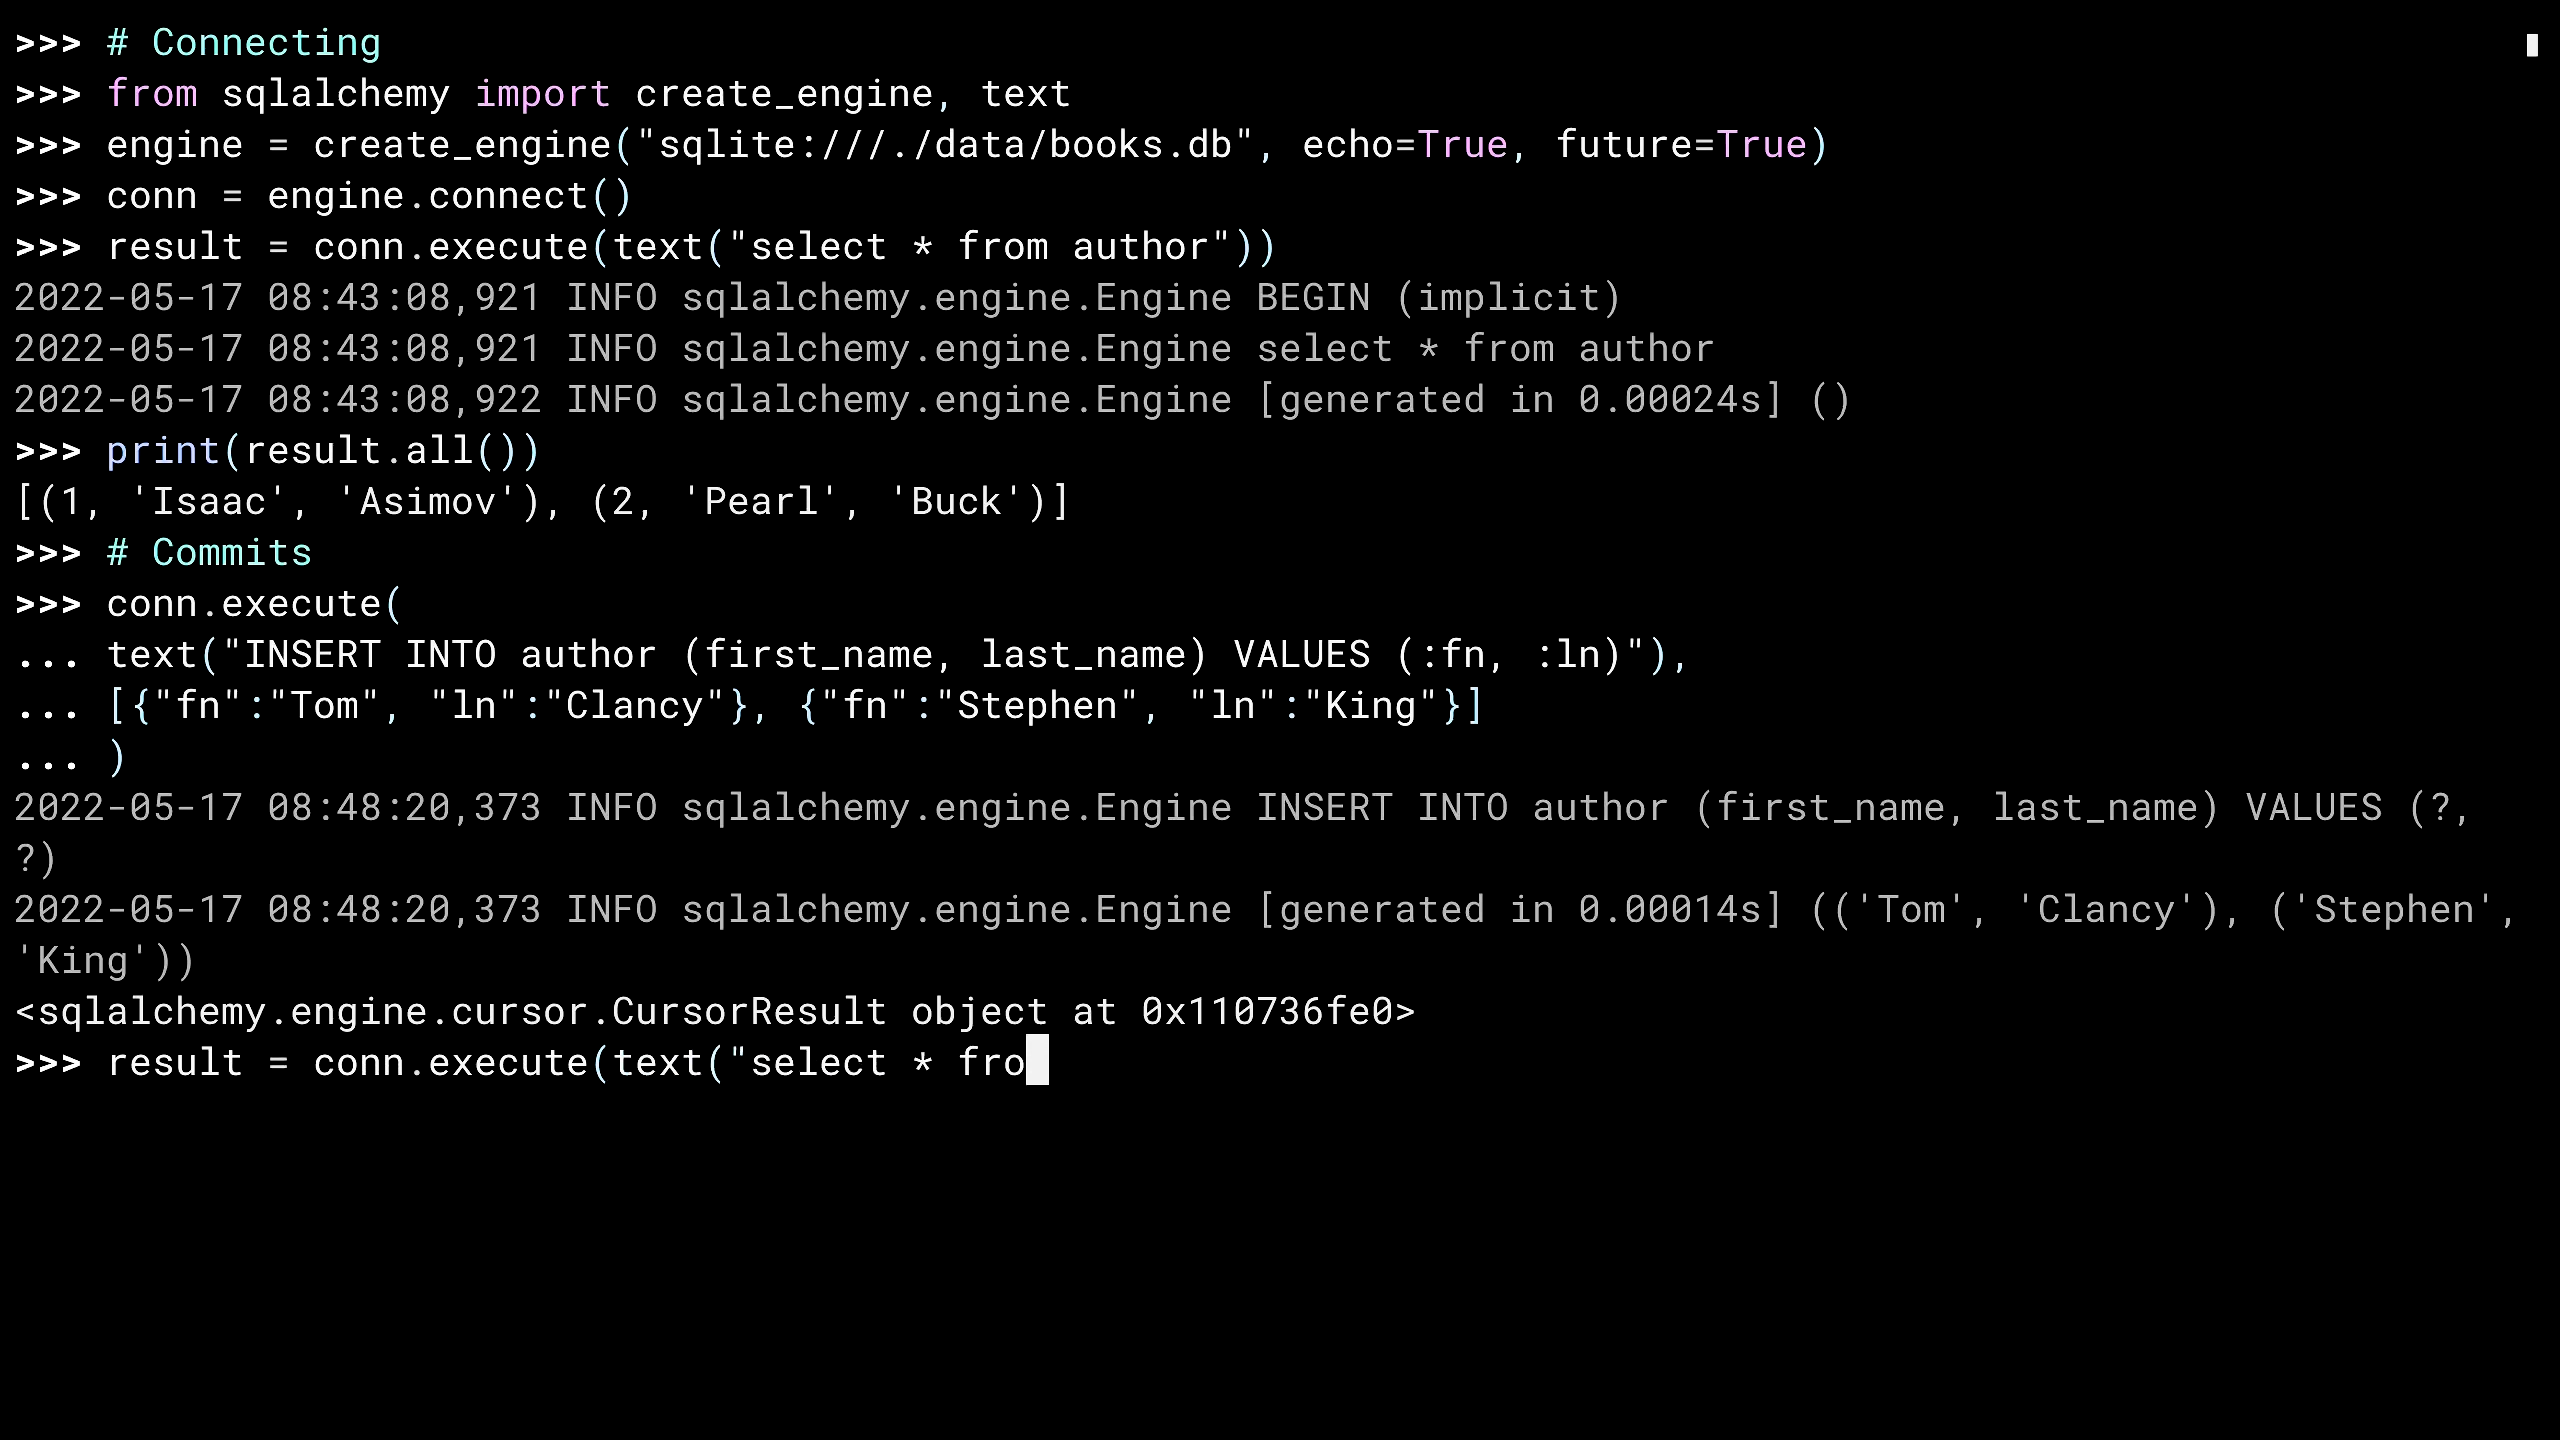 >>> # Connecting
>>> from sqlalchemy import create_engine, text
>>> engine = create_engine("sqlite:///./data/books.db", echo=True, future=True)
>>> conn = engine.connect()
>>> result = conn.execute(text("select * from author"))
2022-05-17 08:43:08,921 INFO sqlalchemy.engine.Engine BEGIN (implicit)
2022-05-17 08:43:08,921 INFO sqlalchemy.engine.Engine select * from author
2022-05-17 08:43:08,922 INFO sqlalchemy.engine.Engine [generated in 0.00024s] ()
>>> print(result.all())
[(1, 'Isaac', 'Asimov'), (2, 'Pearl', 'Buck')]
>>> # Commits
>>> conn.execute(
... text("INSERT INTO author (first_name, last_name) VALUES (:fn, :ln)"),
... [{"fn":"Tom", "ln":"Clancy"}, {"fn":"Stephen", "ln":"King"}]
... )
2022-05-17 08:48:20,373 INFO sqlalchemy.engine.Engine INSERT INTO author (first_name, last_name) VALUES (?,
?)
2022-05-17 08:48:20,373 INFO sqlalchemy.engine.Engine [generated in 0.00014s] (('Tom', 'Clancy'), ('Stephen',
'King'))
<sqlalchemy.engine.cursor.CursorResult object at 0x110736fe0>
>>> result = conn.execute(text("select * fro